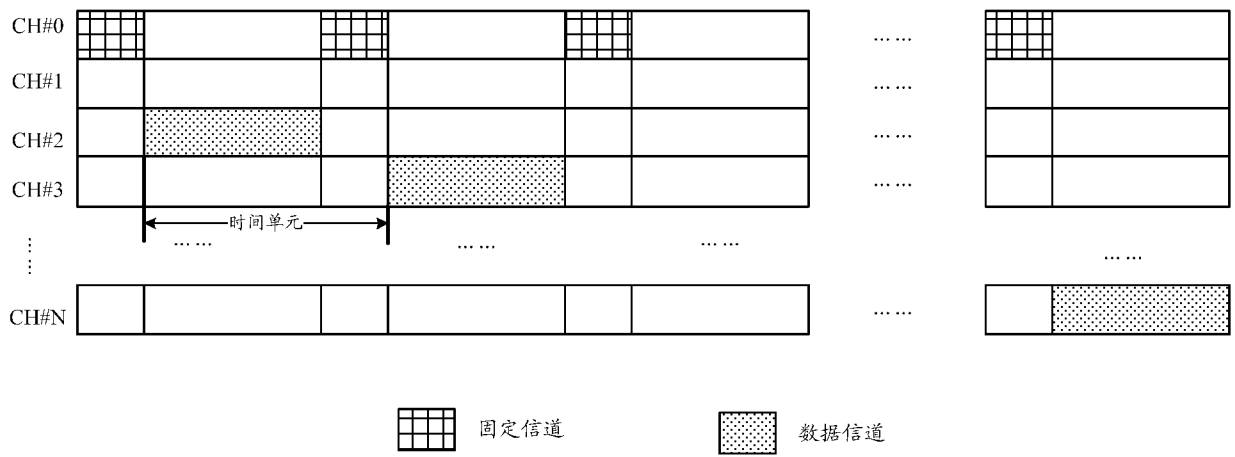 CH#0
…… 
CH#1
……
CH#2
……
CH#3
……
时间单元
…… …… ……
……
……
CH#N
……
固定信道 数据信道